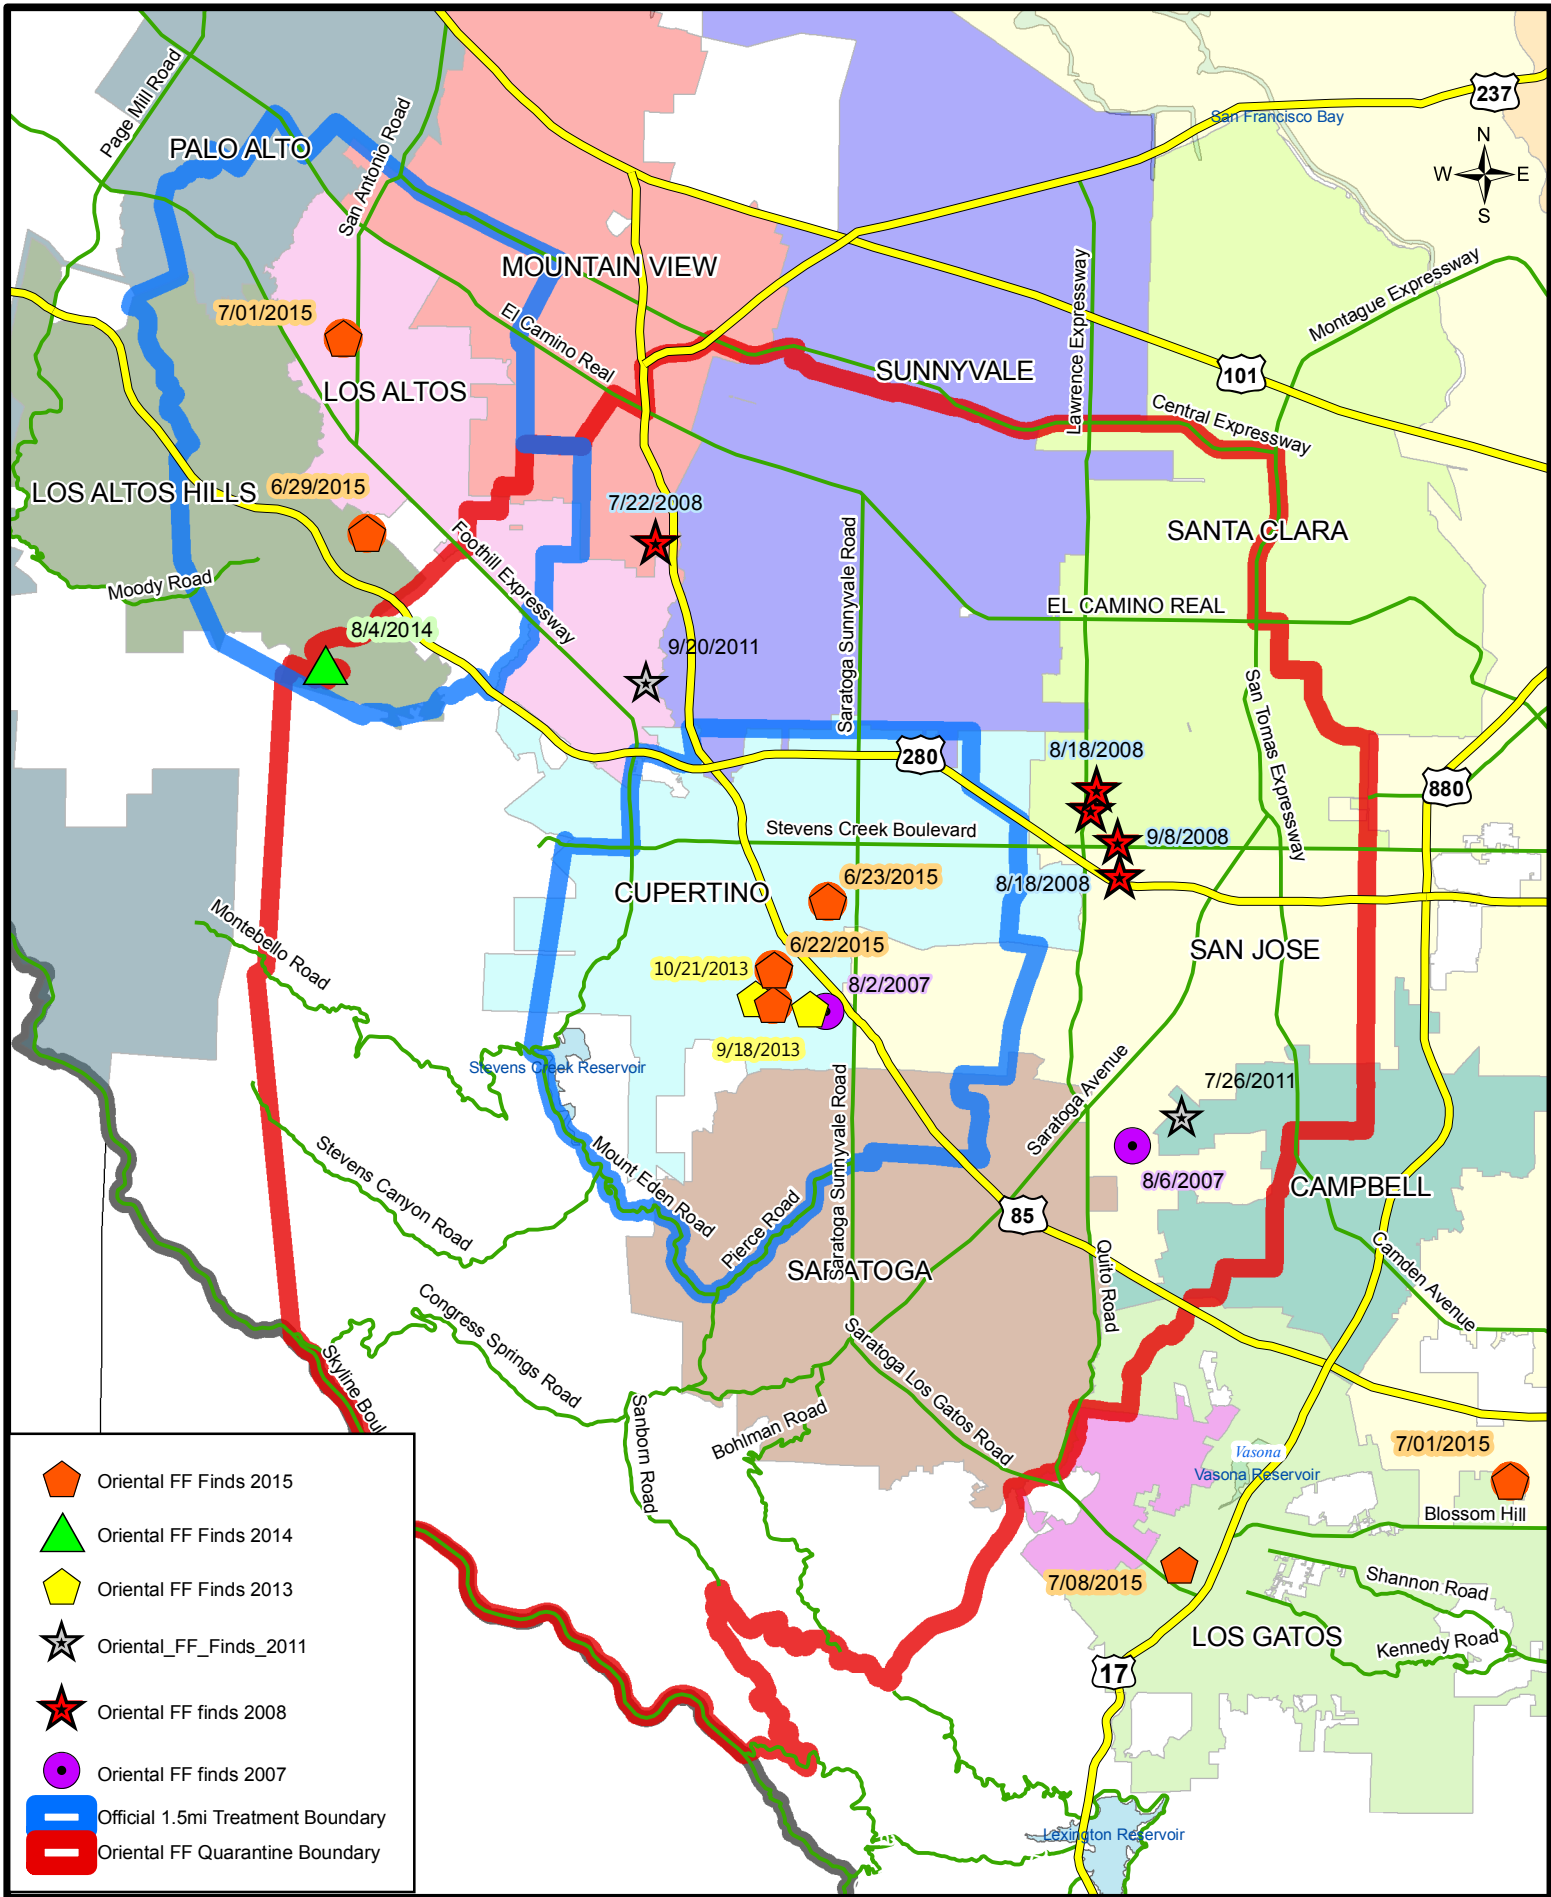 237
San Francisco Bay
N
W E
S
Page Mill Road
PALO ALTO
San Antonio Road
MOUNTAIN VIEW
7/01/2015
El Camino Real
Lawrence Expressway
Montague Expressway
LOS ALTOS
SUNNYVALE
101
Central Expressway
LOS ALTOS HILLS
6/29/2015
7/22/2008
SANTA CLARA
Foothill Expressway
Saratoga Sunnyvale Road
Moody Road
EL CAMINO REAL
8/4/2014
9/20/2011
San Tomas Expressway
280
8/18/2008
880
Stevens Creek Boulevard
9/8/2008
6/23/2015
8/18/2008
CUPERTINO
Montebello Road
6/22/2015
SAN JOSE
10/21/2013
8/2/2007
9/18/2013
Stevens Creek Reservoir
Saratoga Sunnyvale Road
Saratoga Avenue
7/26/2011
Stevens Canyon Road
Mount Eden Road
8/6/2007
CAMPBELL
Pierce Road
85
SARATOGA
Quito Road
Camden Avenue
Congress Springs Road
Skyline Boul
Saratoga Los Gatos Road
Sanborn Road
Bohlman Road
7/01/2015
Vasona
Vasona Reservoir
Blossom Hill
7/08/2015
Shannon Road
LOS GATOS
Kennedy Road
17
Lexington Reservoir
Oriental FF Finds 2015
Oriental FF Finds 2014
Oriental FF Finds 2013
Oriental_FF_Finds_2011
Oriental FF finds 2008
Oriental FF finds 2007
Official 1.5mi Treatment Boundary
Oriental FF Quarantine Boundary